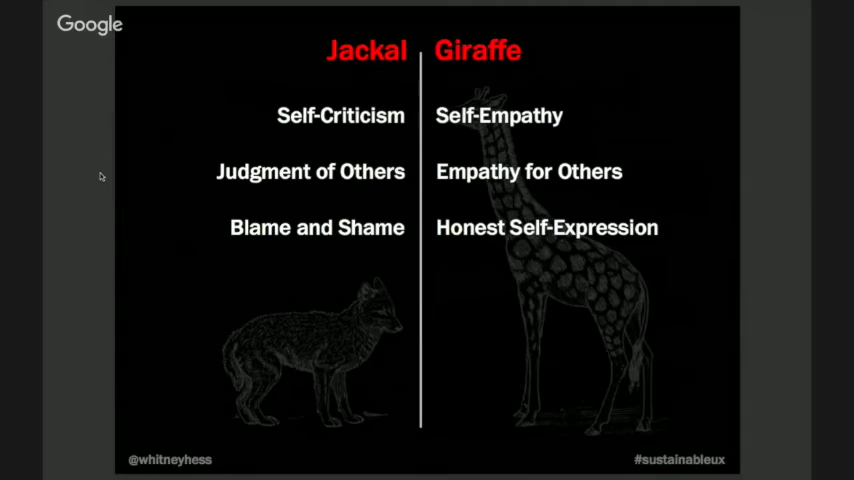 Google
Jackal
Giraffe
Self-Criticism
Self-Empathy
Judgment of Others
Empathy for Others
Blame and Shame
Honest Self-Expression
@whitneyhess
#sustainableux